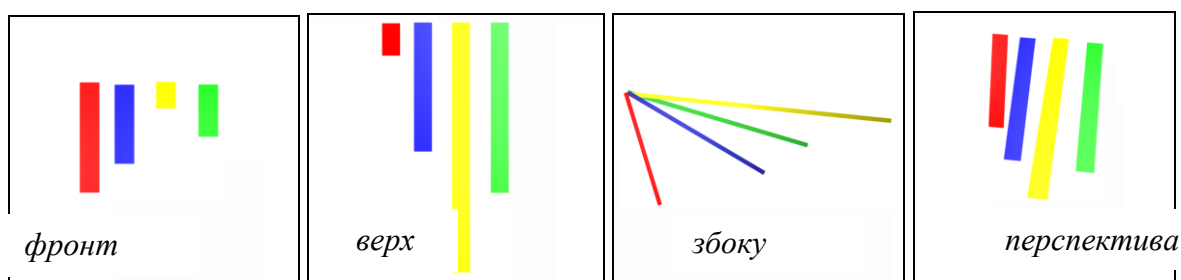 фронт
верх
збоку
перспектива